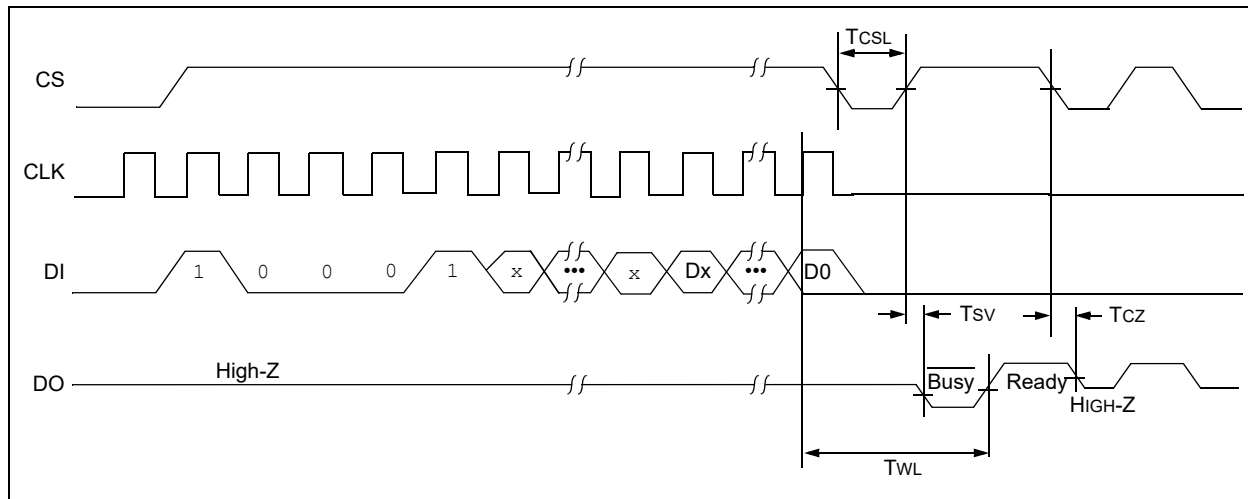 TCSL
CS
CLK
DI 1 0 0 0 1 x ••• x Dx ••• D0
TSV TCZ
High-Z
DO Busy Ready
HIGH-Z
TWL